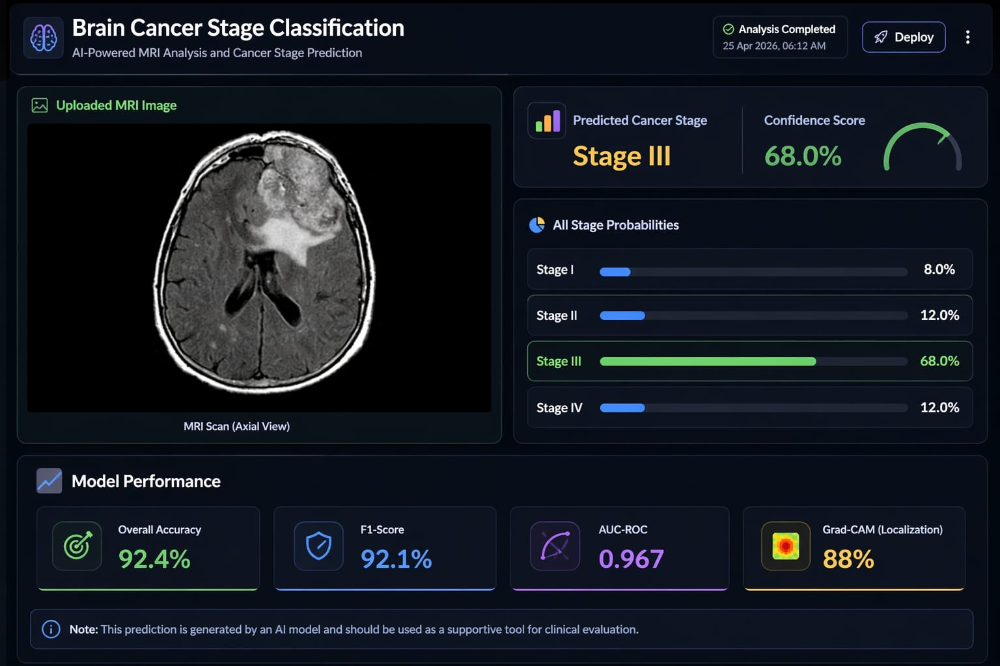 Brain Cancer Stage Classification
AI-Powered MRI Analysis and Cancer Stage Prediction
Analysis Completed
25 Apr 2026, 06:12 AM
Deploy
Uploaded MRI Image
MRI Scan (Axial View)
Predicted Cancer Stage
Stage III
Confidence Score
68.0%
All Stage Probabilities
Stage I 8.0%
Stage II 12.0%
Stage III 68.0%
Stage IV 12.0%
Model Performance
Overall Accuracy
92.4%
F1-Score
92.1%
AUC-ROC
0.967
Grad-CAM (Localization)
88%
Note: This prediction is generated by an AI model and should be used as a supportive tool for clinical evaluation.